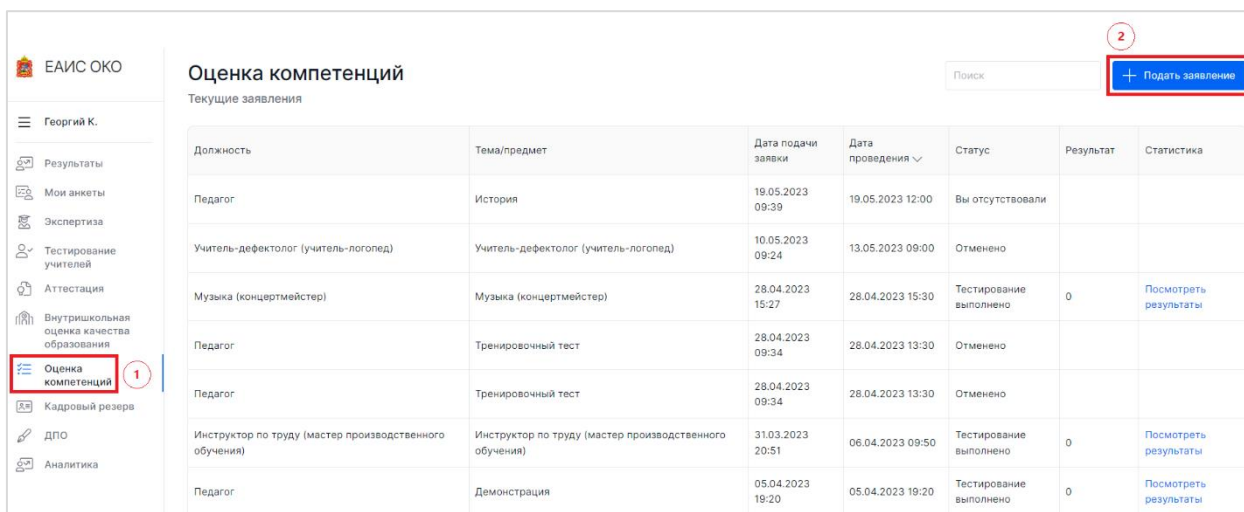 2
ЕАИС ОКО
Оценка компетенций
Поиск
Подать заявление
Текущие заявления
Георгий К.
Результаты
Мои анкеты
Экспертиза
Тестирование
учителей
Аттестация
Внутришкольная
оценка качества
образования
Оценка
компетенций
1
Кадровый резерв
ДПО
Аналитика
Должность
Тема/предмет
Дата подачи
заявки
Дата
проведения
Статус
Результат
Статистика
Педагог
История
19.05.2023
09:39
19.05.2023 12:00
Вы отсутствовали
Учитель-дефектолог (учитель-логопед)
Учитель-дефектолог (учитель-логопед)
10.05.2023
09:24
13.05.2023 09:00
Отменено
Музыка (концертмейстер)
Музыка (концертмейстер)
28.04.2023
15:27
28.04.2023 15:30
Тестирование
выполнено
0
Посмотреть
результаты
Педагог
Тренировочный тест
28.04.2023
09:34
28.04.2023 13:30
Отменено
Педагог
Тренировочный тест
28.04.2023
09:34
28.04.2023 13:30
Отменено
Инструктор по труду (мастер производственного
обучения)
Инструктор по труду (мастер производственного
обучения)
31.03.2023
20:51
06.04.2023 09:50
Тестирование
выполнено
0
Посмотреть
результаты
Педагог
Демонстрация
05.04.2023
19:20
05.04.2023 19:20
Тестирование
выполнено
0
Посмотреть
результаты